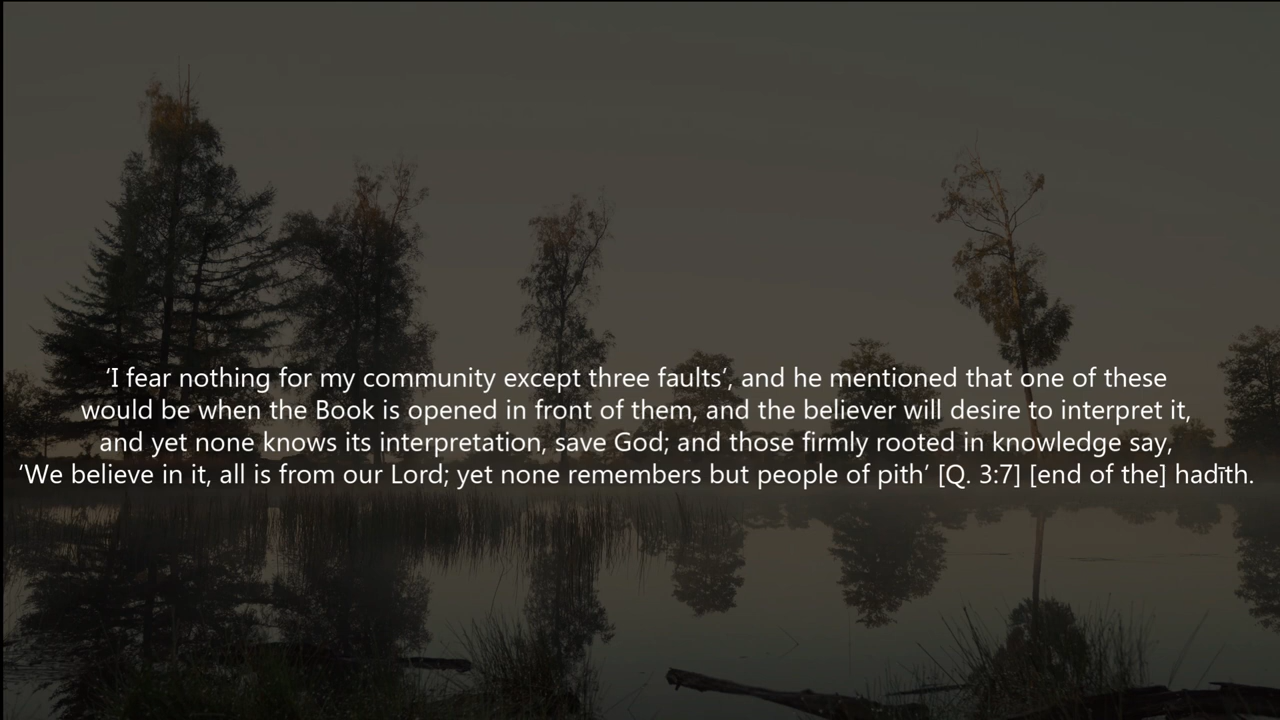 ‘I fear nothing for my community except three faults’, and he mentioned that one of these
would be when the Book is opened in front of them, and the believer will desire to interpret it,
and yet none knows its interpretation, save God; and those firmly rooted in knowledge say,
‘We believe in it, all is from our Lord; yet none remembers but people of pith’ [Q. 3:7] [end of the] hadīth.